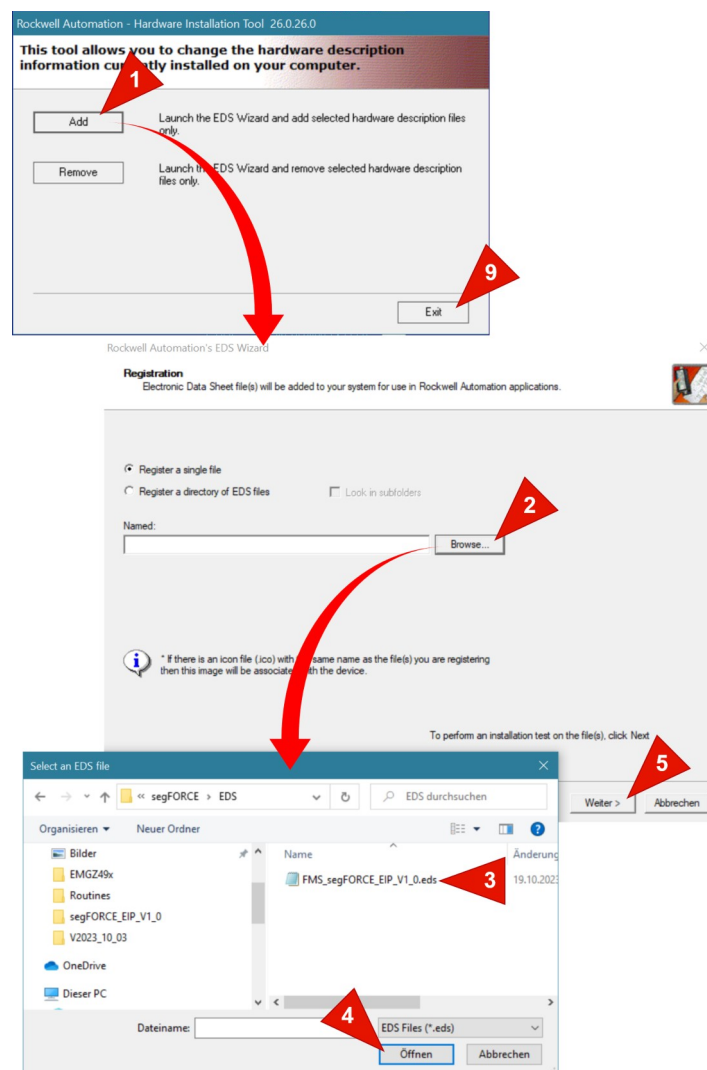 Rockwell Automation - Hardware Installation Tool 26.0.26.0
This tool allows you to change the hardware description
information installed on your computer.
1
Add
Launch the EDS Wizard and add selected hardware description files
only.
Remove
Launch the EDS Wizard and remove selected hardware description
files only.
9
Exit
Rockwell Automation's EDS Wizard
Registration
Electronic Data Sheet file(s) will be added to your system for use in Rockwell Automation applications.
Register a single file
Register a directory of EDS files
Look in subfolders
2
Named:
Browse...
* If there is an icon file (.ico) with same name as the file(s) you are registering
then this image will be associated with the device.
To perform an installation test on the file(s), click Next
5
Weiter >
Abbrechen
Select an EDS file
« segFORCE › EDS
EDS durchsuchen
Organisieren
Neuer Ordner
Bilder
EMGZ49x
Routines
segFORCE_EIP_V1_0
V2023_10_03
OneDrive
Dieser PC
Name
Änderung
FMS_segFORCE_EIP_V1_0.eds
3
19.10.2023
4
Dateiname:
EDS Files (*.eds)
Öffnen
Abbrechen